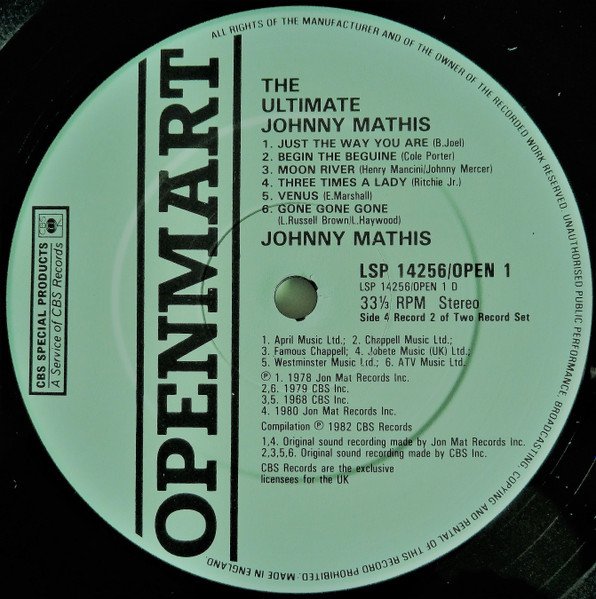 ALL RIGHTS OF THE MANUFACTURER AND OF THE OWNER OF THE RECORDED WORK RESERVED. UNAUTHORISED PUBLIC PERFORMANCE, BROADCASTING, COPYING AND RENTAL OF THIS RECORD PROHIBITED. MADE IN ENGLAND.
OPENMART
CBS SPECIAL PRODUCTS
A Service of CBS Records
CBS
THE
ULTIMATE
JOHNNY MATHIS
1. JUST THE WAY YOU ARE (B.Joel)
2. BEGIN THE BEGUINE (Cole Porter)
3. MOON RIVER (Henry Mancini/Johnny Mercer)
4. THREE TIMES A LADY (Ritchie Jr.)
5. VENUS (E.Marshall)
6. GONE GONE GONE
(L.Russell Brown/L.Haywood)
JOHNNY MATHIS
LSP 14256/OPEN 1
LSP 14256/OPEN 1 D
33⅓ RPM Stereo
Side 4 Record 2 of Two Record Set
1. April Music Ltd.; 2. Chappell Music Ltd.;
3. Famous Chappell; 4. Jobete Music (UK) Ltd.;
5. Westminster Music Ltd.; 6. ATV Music Ltd.
℗ 1. 1978 Jon Mat Records Inc.
2,6. 1979 CBS Inc.
3,5. 1968 CBS Inc.
4. 1980 Jon Mat Records Inc.
Compilation ℗ 1982 CBS Records
1,4. Original sound recording made by Jon Mat Records Inc.
2,3,5,6. Original sound recording made by CBS Inc.
CBS Records are the exclusive
licensees for the UK